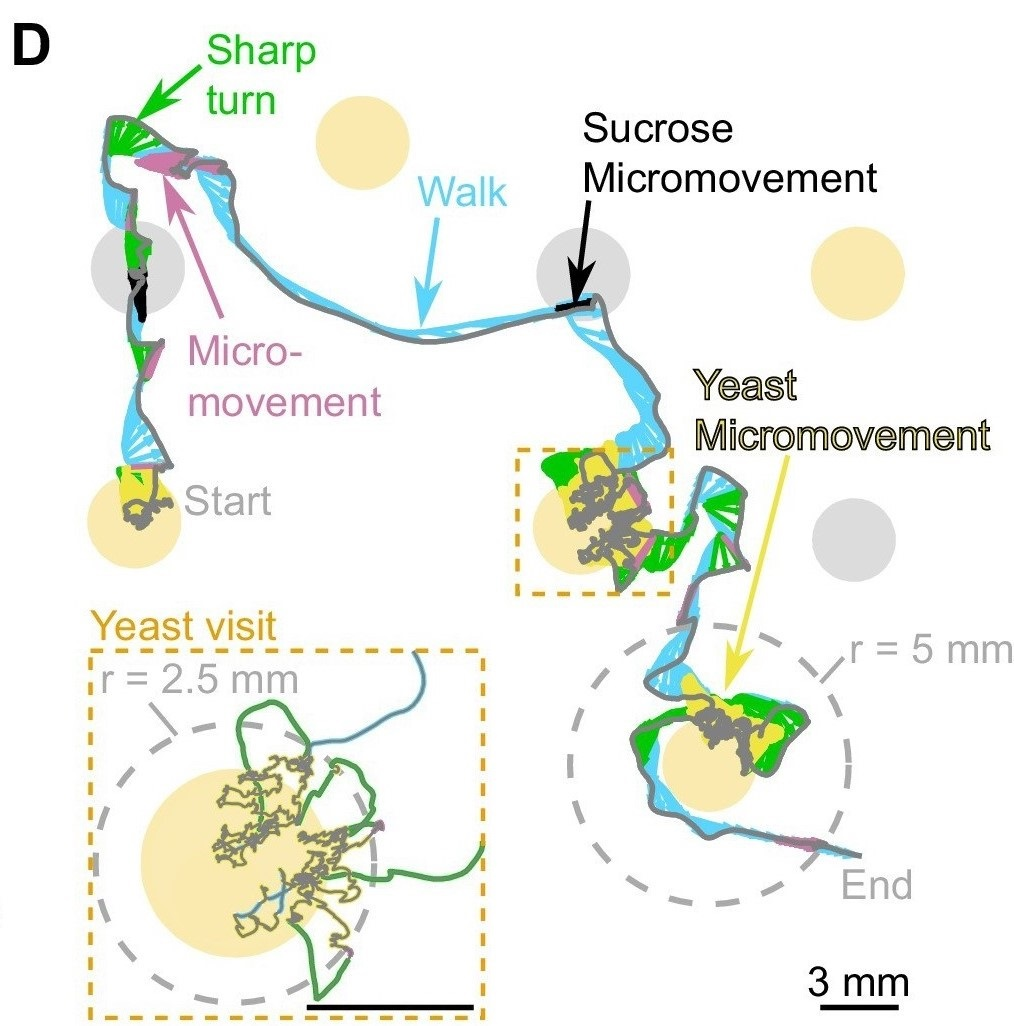 D
Sharp
turn
Sucrose
Micromovement
Walk
Micro-
movement
Yeast
Micromovement
Start
Yeast visit
r = 2.5 mm
r = 5 mm
End
3 mm